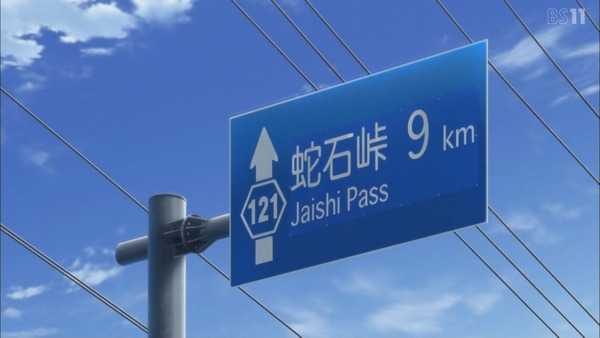 BS11
蛇石峠 9 km
Jaishi Pass
121